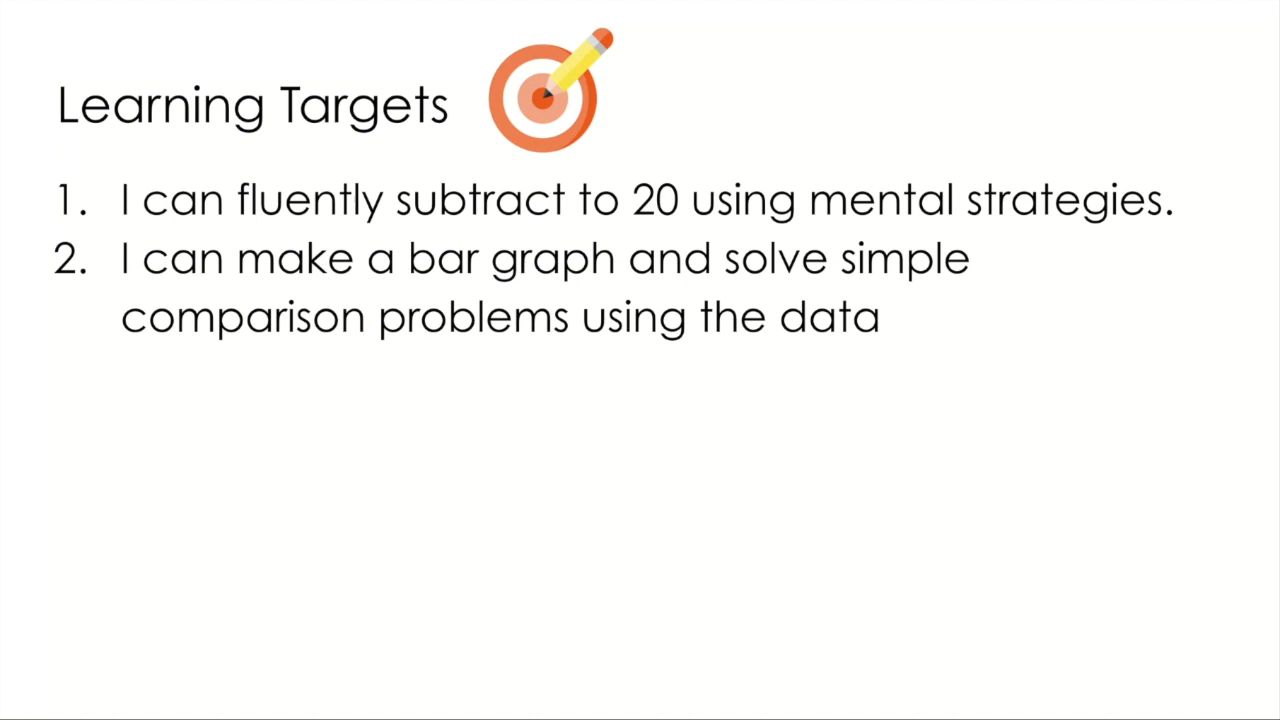 Learning Targets
1. I can fluently subtract to 20 using mental strategies.
2. I can make a bar graph and solve simple
comparison problems using the data